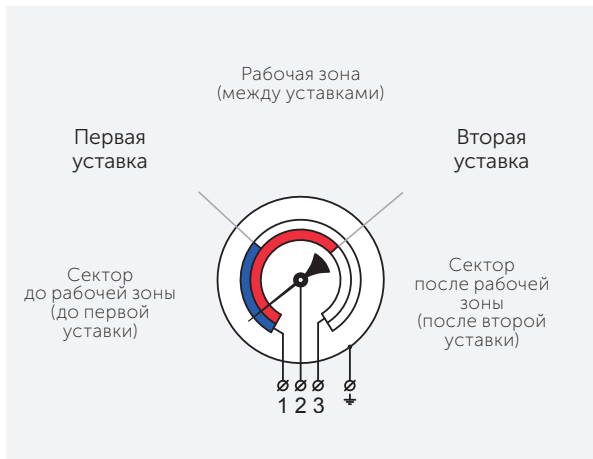 Рабочая зона
(между уставками)
Первая
уставка
Вторая
уставка
Сектор
до рабочей зоны
(до первой
уставки)
Сектор
после рабочей
зоны
(после второй
уставки)
1 2 3